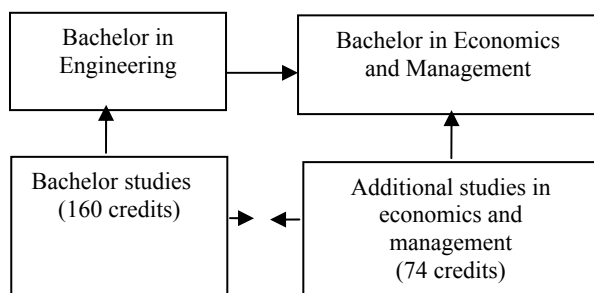 Bachelor in
Engineering
Bachelor in Economics
and Management
Bachelor studies
(160 credits)
Additional studies in
economics and
management
(74 credits)